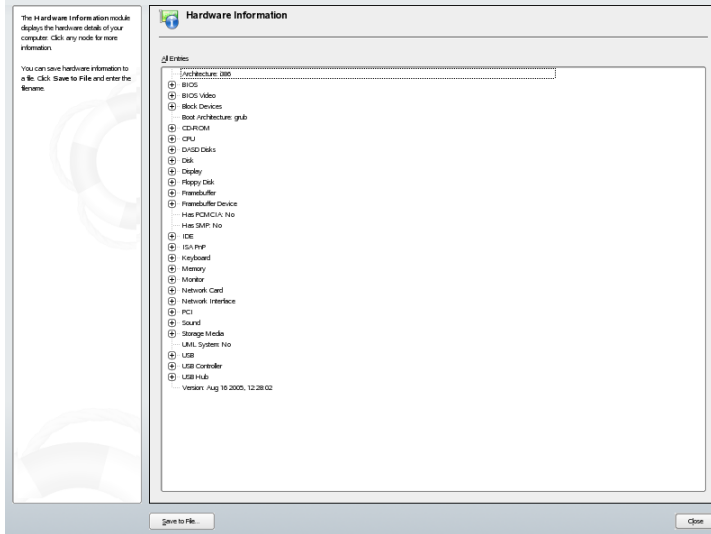 The Hardware Information module
displays the hardware details of your
computer. Click any node for more
information.
You can save hardware information to
a file. Click Save to File and enter the
filename.
Hardware Information
All Entries
Architecture: i386
BIOS
BIOS Video
Block Devices
Boot Architecture: grub
CD-ROM
CPU
DASD Disks
Disk
Display
Floppy Disk
Framebuffer
Framebuffer Device
Has PCMCIA: No
Has SMP: No
IDE
ISA PnP
Keyboard
Memory
Monitor
Network Card
Network Interface
PCI
Sound
Storage Media
UML System: No
USB
USB Controller
USB Hub
Version: Aug 16 2005, 12:28:02
Save to File...
Close